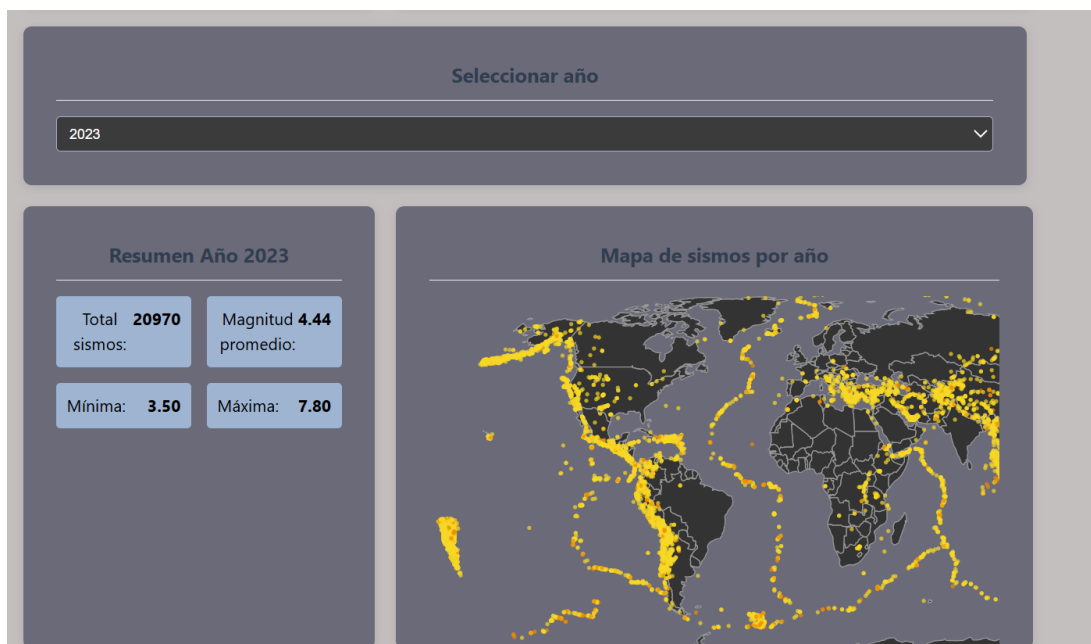 Seleccionar año
2023
Resumen Año 2023
Total sismos: 20970
Magnitud promedio: 4.44
Mínima: 3.50
Máxima: 7.80
Mapa de sismos por año